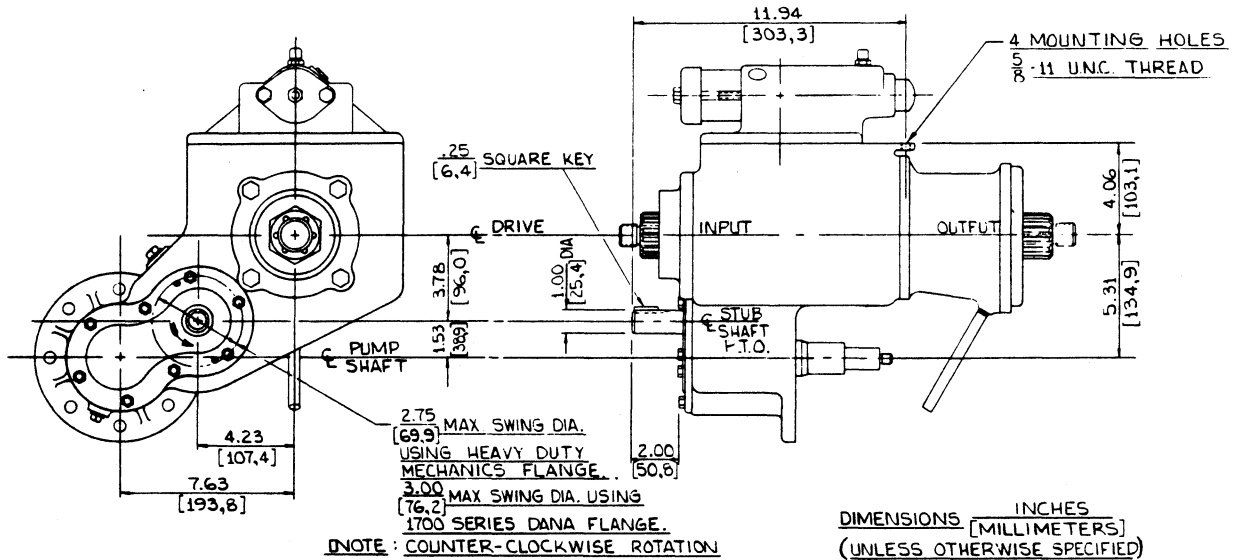 11.94
[303,3]
4 MOUNTING HOLES
5/8-11 U.N.C. THREAD
.25
[6,4]
SQUARE KEY
4.06
[103,1]
℄ DRIVE
INPUT
OUTPUT
3.78
[96,0]
1.00 DIA
[25,4]
5.31
[134,9]
1.53
[38,9]
℄ STUB
SHAFT
P.T.O.
℄ PUMP
SHAFT
2.75
[69,9]
MAX SWING DIA.
USING HEAVY DUTY
MECHANICS FLANGE.
3.00
[76,2]
MAX SWING DIA. USING
1700 SERIES DANA FLANGE.
2.00
[50,8]
4.23
[107,4]
7.63
[193,8]
NOTE: COUNTER-CLOCKWISE ROTATION
DIMENSIONS INCHES
[MILLIMETERS]
(UNLESS OTHERWISE SPECIFIED)